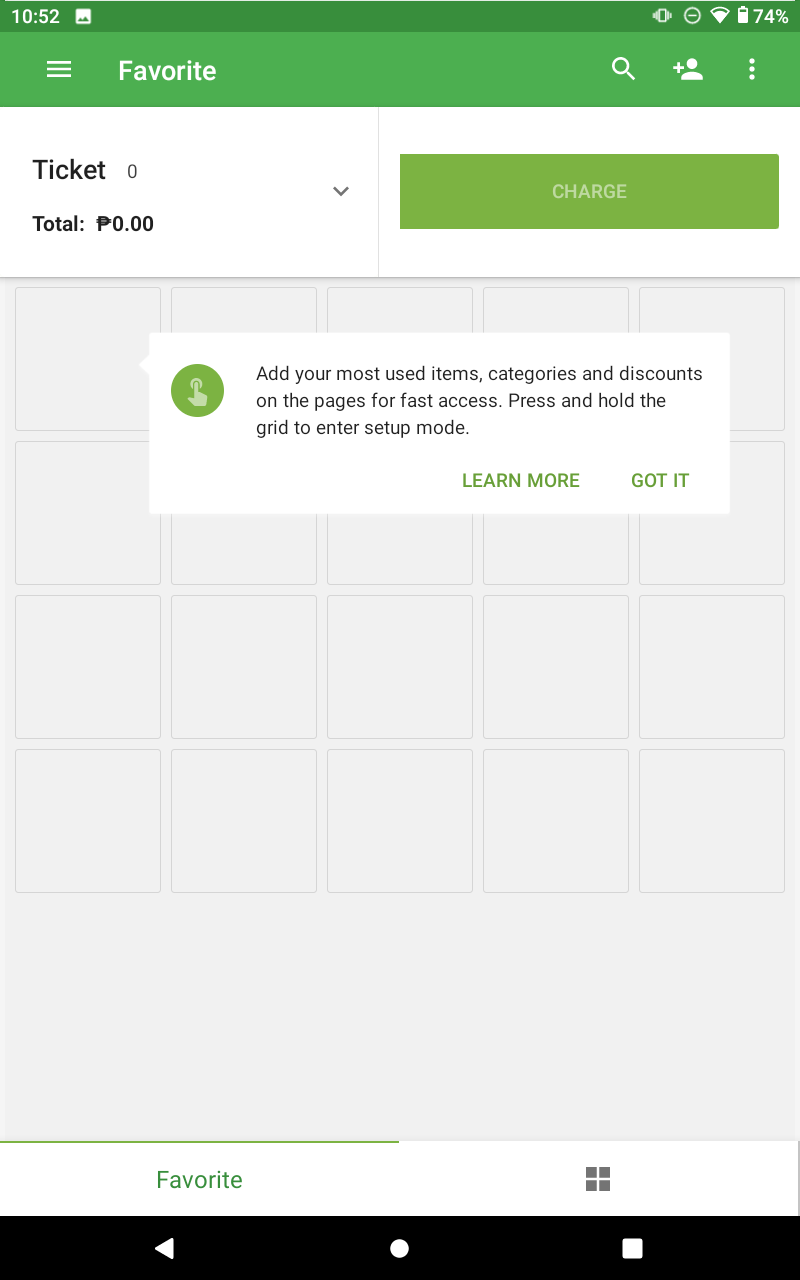 10:52
74%
Favorite
Ticket 0
Total: ₱0.00
CHARGE
Add your most used items, categories and discounts
on the pages for fast access. Press and hold the
grid to enter setup mode.
LEARN MORE GOT IT
Favorite